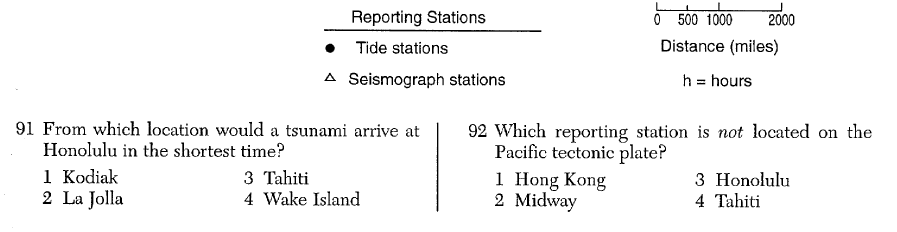 Reporting Stations
Tide stations
Seismograph stations
0 500 1000 2000
Distance (miles)
h = hours
91 From which location would a tsunami arrive at
Honolulu in the shortest time?
1 Kodiak 3 Tahiti
2 La Jolla 4 Wake Island
92 Which reporting station is not located on the
Pacific tectonic plate?
1 Hong Kong 3 Honolulu
2 Midway 4 Tahiti